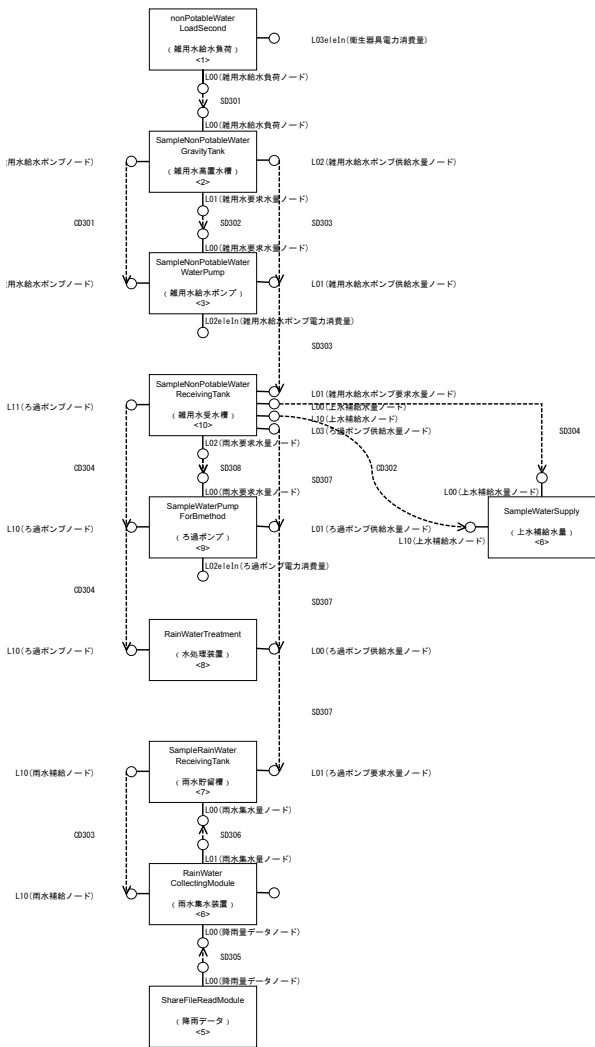 nonPotableWater
LoadSecond
(雑用水給水負荷)
<1>
L03eleIn(衛生器具電力消費量)
L00(雑用水給水負荷ノード)
SD301
L00(雑用水給水負荷ノード)
SampleNonPotableWater
GravityTank
(雑用水高置水槽)
<2>
用水給水ポンプノード)
L02(雑用水給水ポンプ供給水量ノード)
L01(雑用水要求水量ノード)
CD301
SD302
SD303
L00(雑用水要求水量ノード)
SampleNonPotableWater
WaterPump
(雑用水給水ポンプ)
<3>
用水給水ポンプノード)
L01(雑用水給水ポンプ供給水量ノード)
L02eleIn(雑用水給水ポンプ電力消費量)
SD303
SampleNonPotableWater
ReceivingTank
(雑用水受水槽)
<10>
L11(ろ過ポンプノード)
L01(雑用水給水ポンプ要求水量ノード)
L00(上水補給水量ノード)
L10(上水補給水ノード)
L03(ろ過ポンプ供給水量ノード)
L02(雨水要求水量ノード)
SD304
CD304
SD308
CD302
SD307
L00(雨水要求水量ノード)
L00(上水補給水量ノード)
SampleWaterPump
ForBmethod
(ろ過ポンプ)
<9>
L10(ろ過ポンプノード)
L01(ろ過ポンプ供給水量ノード)
L10(上水補給水ノード)
SampleWaterSupply
(上水補給水量)
<6>
L02eleIn(ろ過ポンプ電力消費量)
CD304
SD307
RainWaterTreatment
(水処理装置)
<8>
L10(ろ過ポンプノード)
L00(ろ過ポンプ供給水量ノード)
SD307
SampleRainWater
ReceivingTank
(雨水貯留槽)
<7>
L10(雨水補給ノード)
L01(ろ過ポンプ要求水量ノード)
L00(雨水集水量ノード)
CD303
SD306
L01(雨水集水量ノード)
RainWater
CollectingModule
(雨水集水装置)
<6>
L10(雨水補給ノード)
L00(降雨量データノード)
SD305
L00(降雨量データノード)
ShareFileReadModule
(降雨データ)
<5>